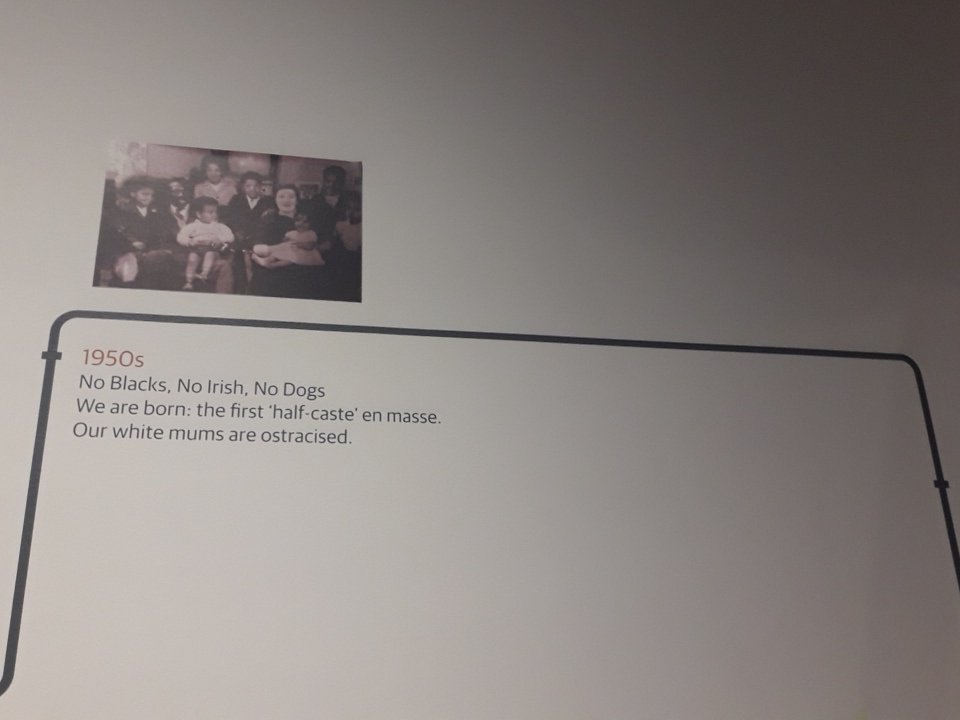 1950s
No Blacks, No Irish, No Dogs
We are born: the first 'half-caste' en masse.
Our white mums are ostracised.